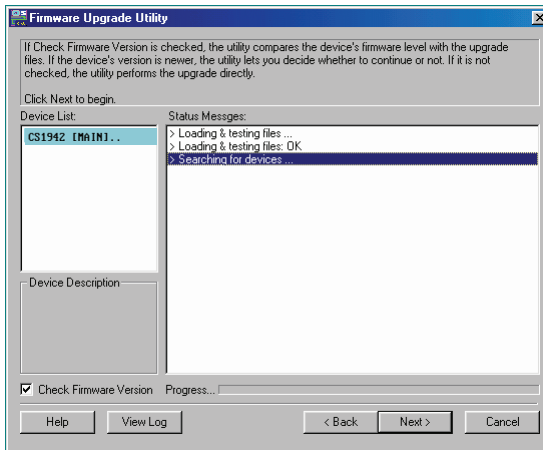 Firmware Upgrade Utility
If Check Firmware Version is checked, the utility compares the device's firmware level with the upgrade
files. If the device's version is newer, the utility lets you decide whether to continue or not. If it is not
checked, the utility performs the upgrade directly.
Click Next to begin.
Device List:
Status Messges:
CS1942 [MAIN]..
> Loading & testing files ...
> Loading & testing files: OK
> Searching for devices ...
Device Description
Check Firmware Version
Progress...
Help
View Log
< Back
Next >
Cancel